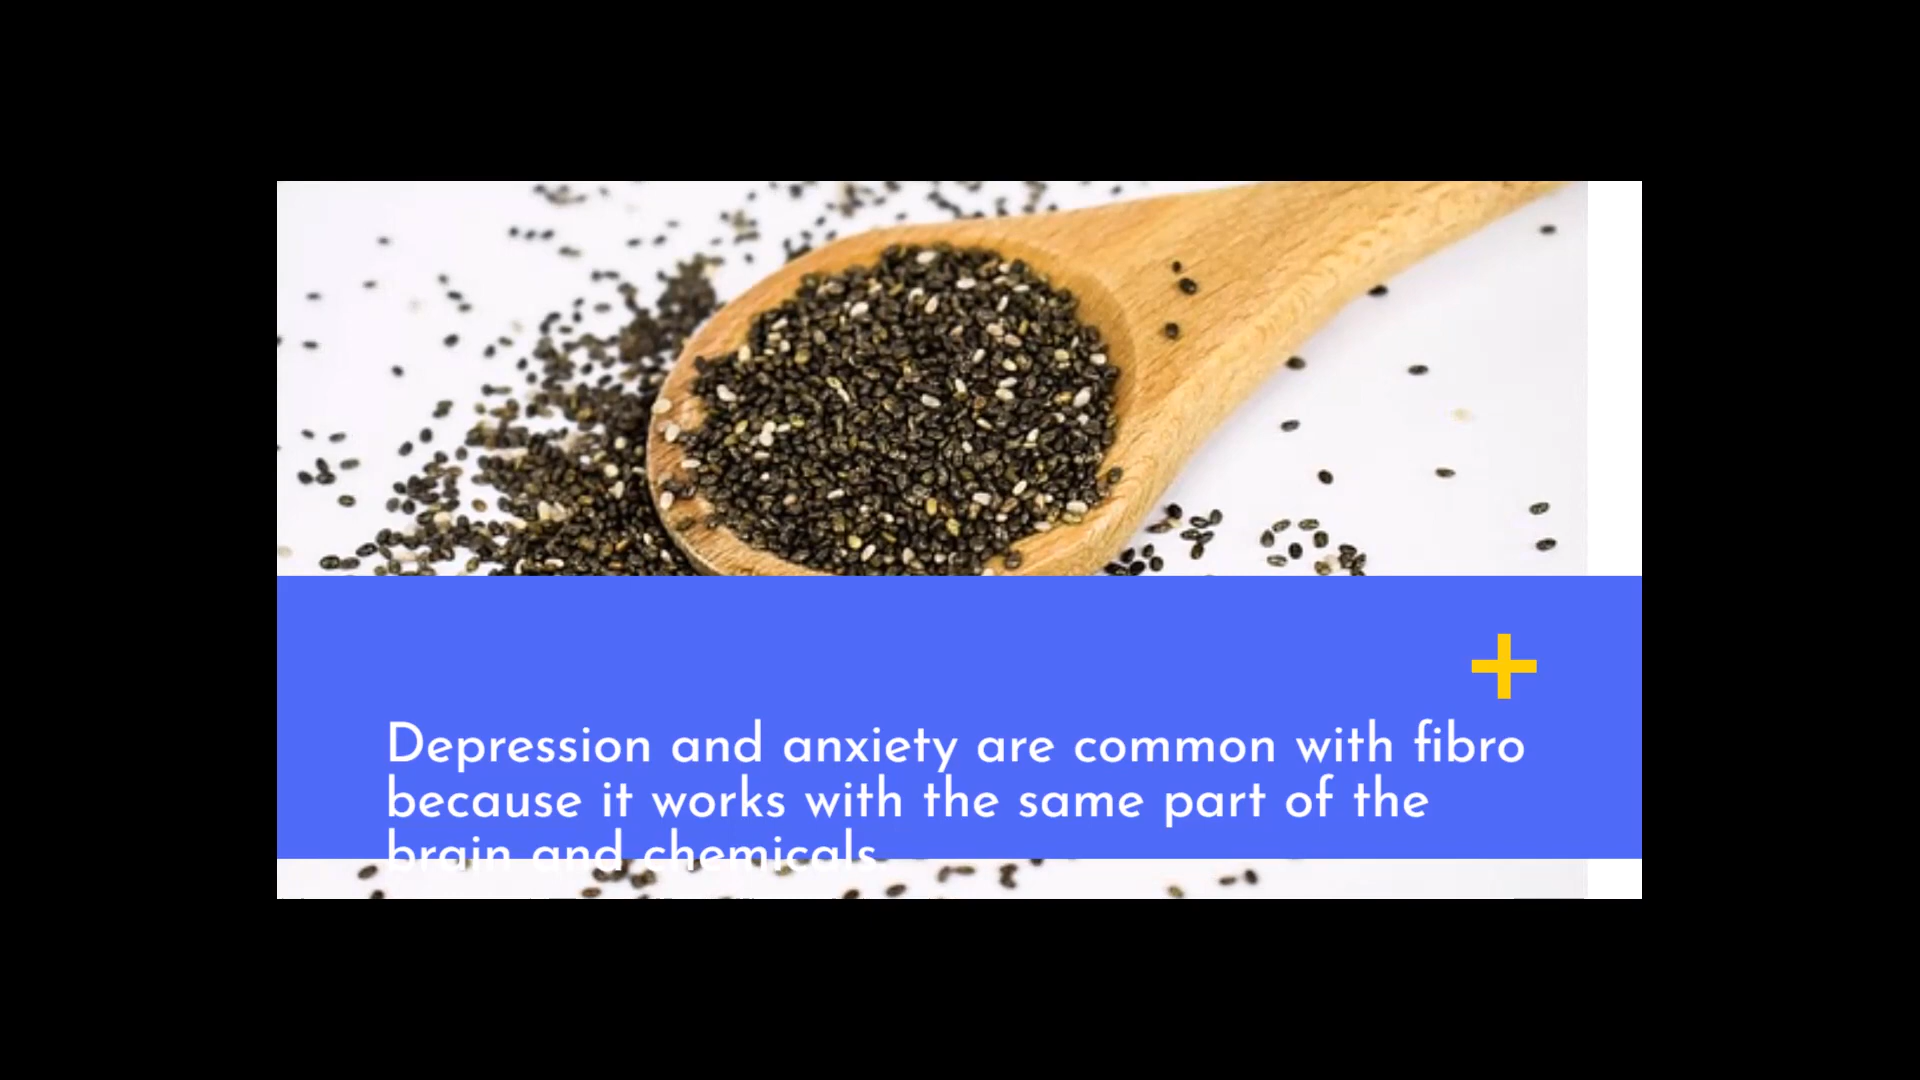 Depression and anxiety are common with fibro
because it works with the same part of the
brain and chemicals